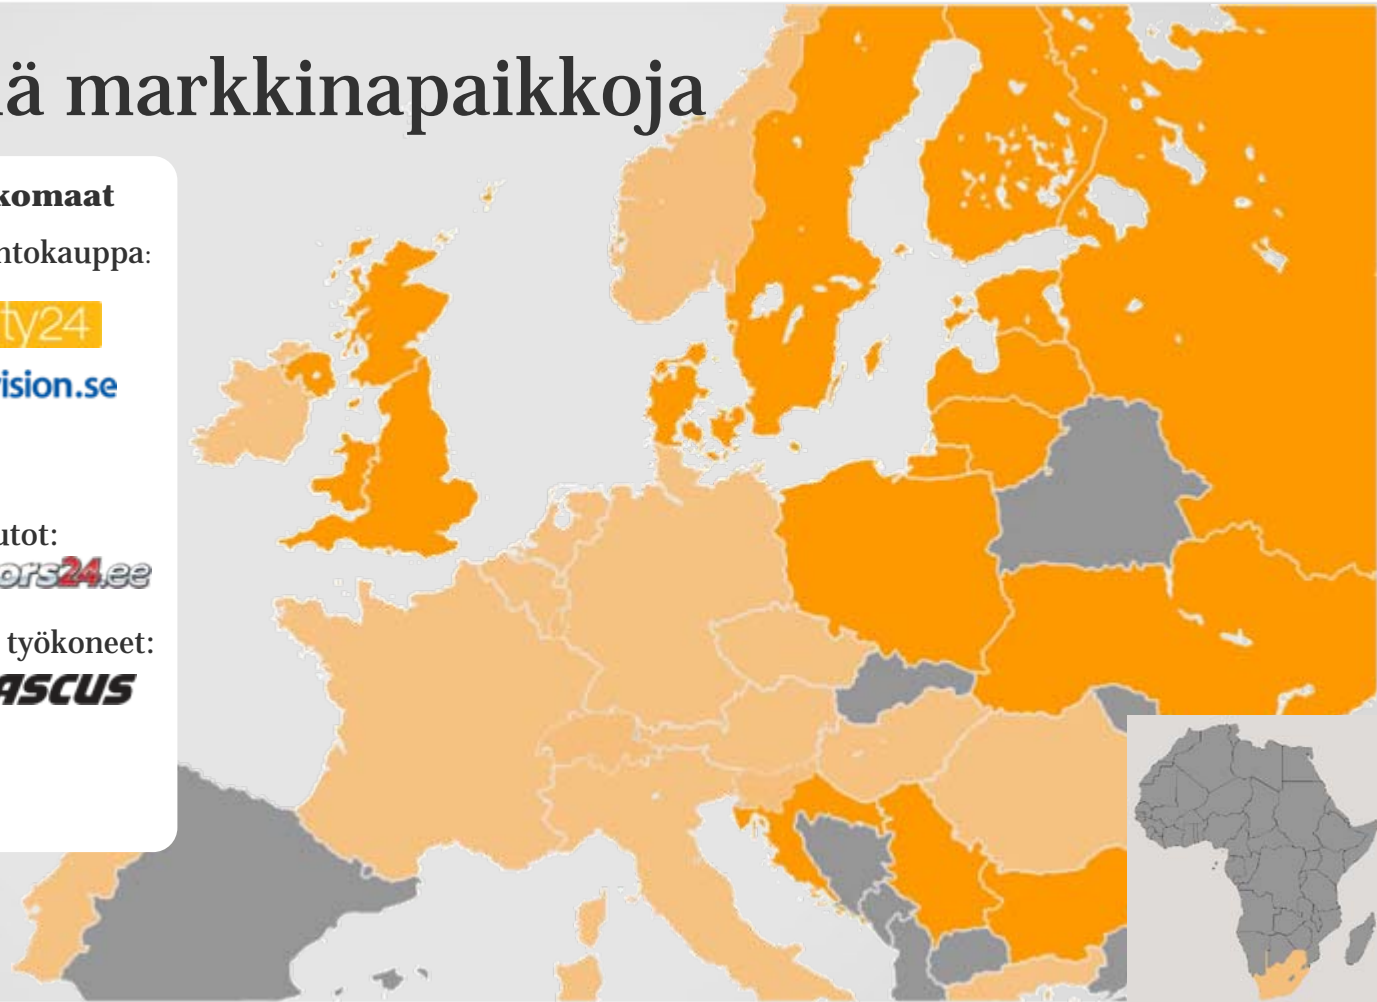 ä markkinapaikkoja
komaat
ntokauppa:
ty24
ision.se
utot:
ors24.ee
työkoneet:
ascus